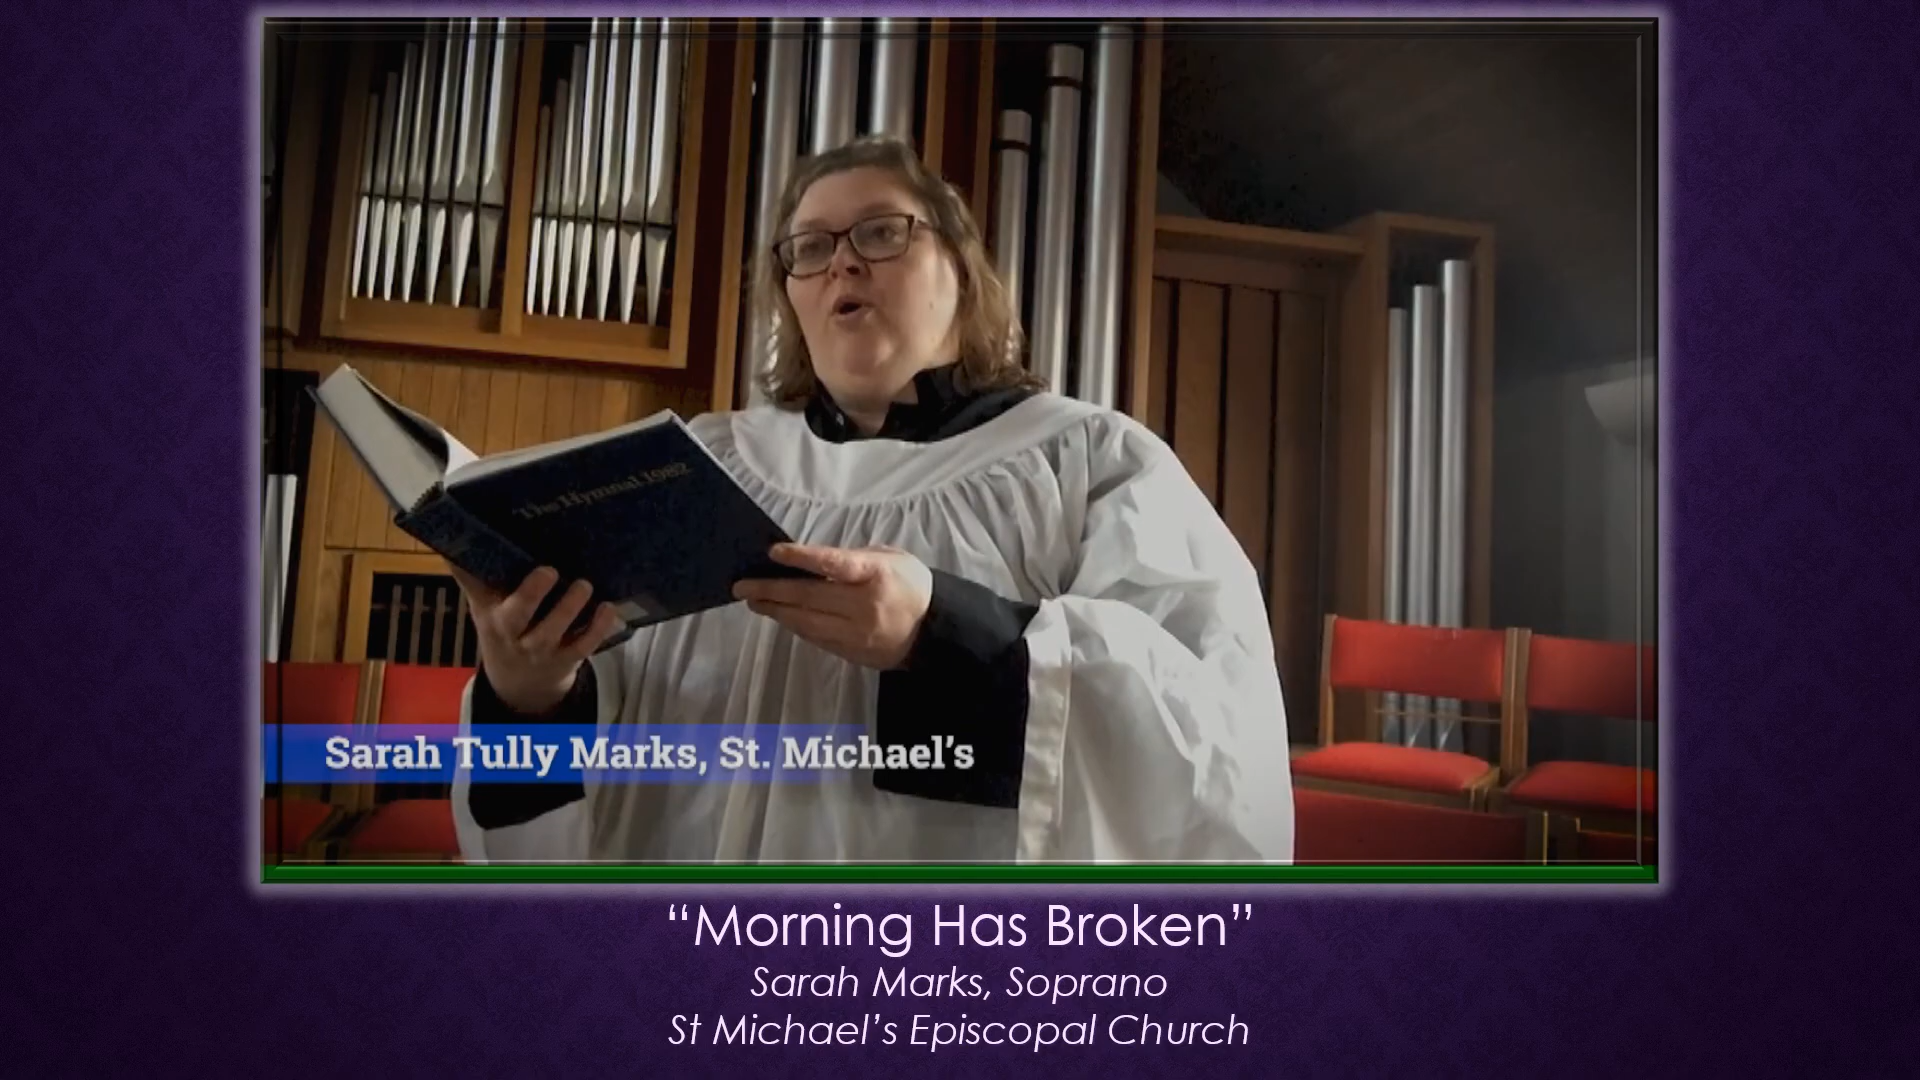 The Hymnal 1982
Sarah Tully Marks, St. Michael's
“Morning Has Broken”
Sarah Marks, Soprano
St Michael’s Episcopal Church